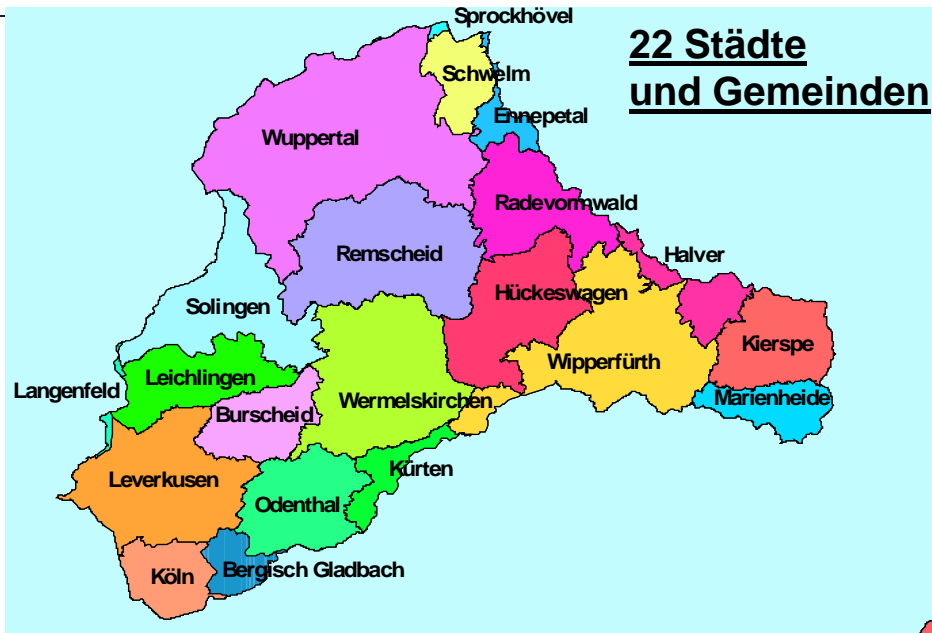 Sprockhövel
22 Städte
und Gemeinden
Schwelm
Ennepetal
Wuppertal
Radevormwald
Remscheid
Halver
Hückeswagen
Solingen
Kierspe
Wipperfürth
Leichlingen
Langenfeld
Marienheide
Wermelskirchen
Burscheid
Kürten
Leverkusen
Odenthal
Köln
Bergisch Gladbach